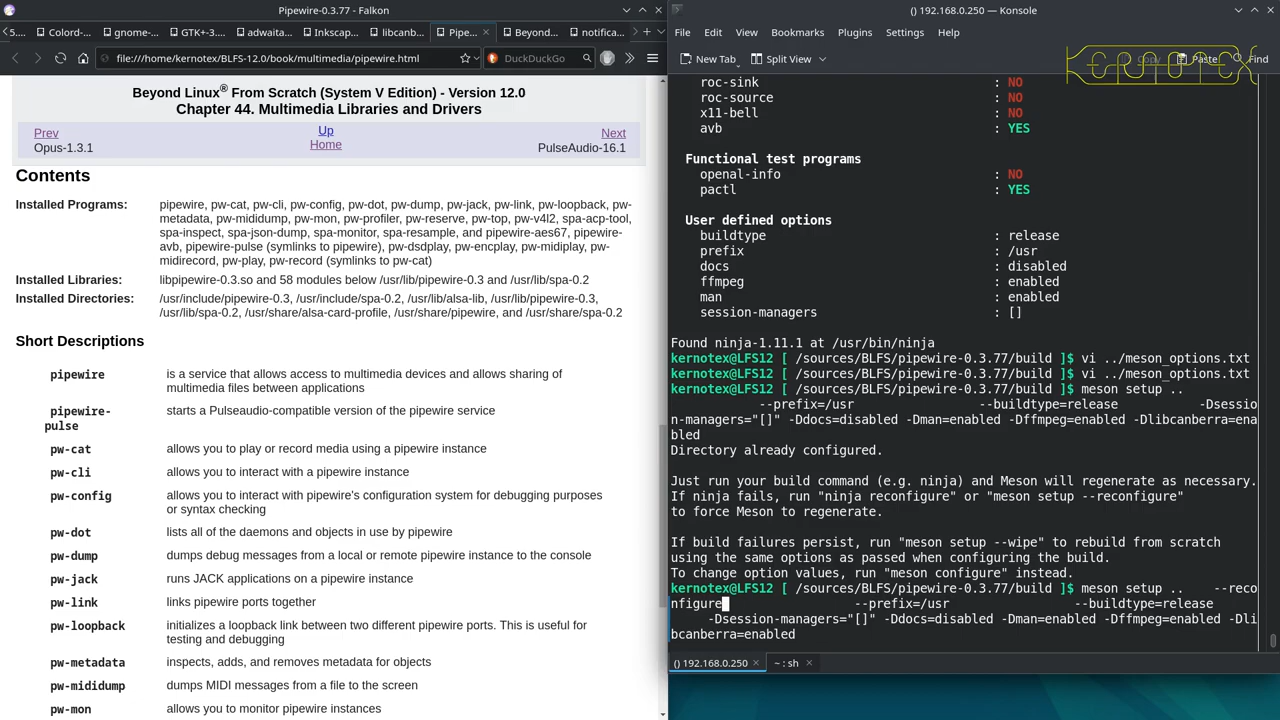 Pipewire-0.3.77 - Falkon
5....
Colord-...
gnome-...
GTK+-3....
adwaita...
Inkscap...
libcanb...
Pipe...
Beyond...
notifica...
file:///home/kernotex/BLFS-12.0/book/multimedia/pipewire.html
DuckDuckGo
Beyond Linux® From Scratch (System V Edition) - Version 12.0
Chapter 44. Multimedia Libraries and Drivers
Prev
Up
Next
Opus-1.3.1
Home
PulseAudio-16.1
Contents
Installed Programs: pipewire, pw-cat, pw-cli, pw-config, pw-dot, pw-dump, pw-jack, pw-link, pw-loopback, pw-
metadata, pw-mididump, pw-mon, pw-profiler, pw-reserve, pw-top, pw-v4l2, spa-acp-tool,
spa-inspect, spa-json-dump, spa-monitor, spa-resample, and pipewire-aes67, pipewire-
avb, pipewire-pulse (symlinks to pipewire), pw-dsdplay, pw-encplay, pw-midiplay, pw-
midirecord, pw-play, pw-record (symlinks to pw-cat)
Installed Libraries: libpipewire-0.3.so and 58 modules below /usr/lib/pipewire-0.3 and /usr/lib/spa-0.2
Installed Directories: /usr/include/pipewire-0.3, /usr/include/spa-0.2, /usr/lib/alsa-lib, /usr/lib/pipewire-0.3,
/usr/lib/spa-0.2, /usr/share/alsa-card-profile, /usr/share/pipewire, and /usr/share/spa-0.2
Short Descriptions
pipewire is a service that allows access to multimedia devices and allows sharing of
multimedia files between applications
pipewire- starts a Pulseaudio-compatible version of the pipewire service
pulse
pw-cat allows you to play or record media using a pipewire instance
pw-cli allows you to interact with a pipewire instance
pw-config allows you to interact with pipewire's configuration system for debugging purposes
or syntax checking
pw-dot lists all of the daemons and objects in use by pipewire
pw-dump dumps debug messages from a local or remote pipewire instance to the console
pw-jack runs JACK applications on a pipewire instance
pw-link links pipewire ports together
pw-loopback initializes a loopback link between two different pipewire ports. This is useful for
testing and debugging
pw-metadata inspects, adds, and removes metadata for objects
pw-mididump dumps MIDI messages from a file to the screen
pw-mon allows you to monitor pipewire instances
() 192.168.0.250 — Konsole
File Edit View Bookmarks Plugins Settings Help
New Tab Split View Copy Paste Find
KERNOTEX
roc-sink : NO
roc-source : NO
x11-bell : NO
avb : YES
Functional test programs
openal-info : NO
pactl : YES
User defined options
buildtype : release
prefix : /usr
docs : disabled
ffmpeg : enabled
man : enabled
session-managers : []
Found ninja-1.11.1 at /usr/bin/ninja
kernotex@LFS12 [ /sources/BLFS/pipewire-0.3.77/build ]$ vi ../meson_options.txt
kernotex@LFS12 [ /sources/BLFS/pipewire-0.3.77/build ]$ vi ../meson_options.txt
kernotex@LFS12 [ /sources/BLFS/pipewire-0.3.77/build ]$ meson setup ..
--prefix=/usr --buildtype=release -Dsessio
n-managers="[]" -Ddocs=disabled -Dman=enabled -Dffmpeg=enabled -Dlibcanberra=ena
bled
Directory already configured.
Just run your build command (e.g. ninja) and Meson will regenerate as necessary.
If ninja fails, run "ninja reconfigure" or "meson setup --reconfigure"
to force Meson to regenerate.
If build failures persist, run "meson setup --wipe" to rebuild from scratch
using the same options as passed when configuring the build.
To change option values, run "meson configure" instead.
kernotex@LFS12 [ /sources/BLFS/pipewire-0.3.77/build ]$ meson setup .. --reco
nfigure --prefix=/usr --buildtype=release
-Dsession-managers="[]" -Ddocs=disabled -Dman=enabled -Dffmpeg=enabled -Dli
bcanberra=enabled
() 192.168.0.250
~ : sh